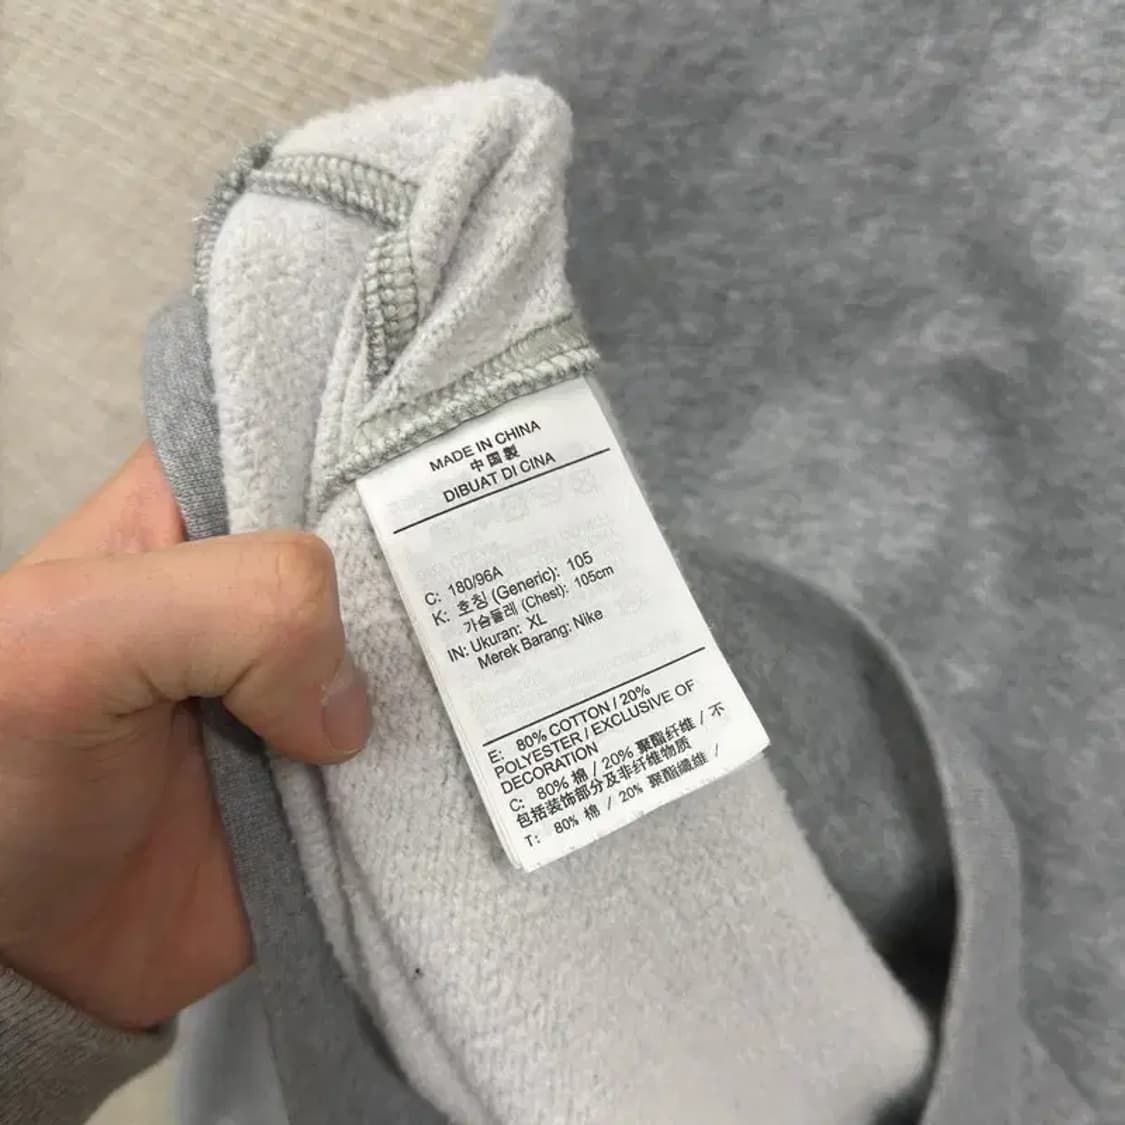 MADE IN CHINA
中国製
DIBUAT DI CINA
C: 180/96A
K: 호칭 (Generic): 105
가슴둘레 (Chest): 105cm
IN: Ukuran: XL
Merek Barang: Nike
E: 80% COTTON / 20%
POLYESTER / EXCLUSIVE OF
DECORATION
C: 80% 棉 / 20% 聚酯纤维 / 不
包括装饰部分及非纤维物质
T: 80% 棉 / 20% 聚酯纖維 /